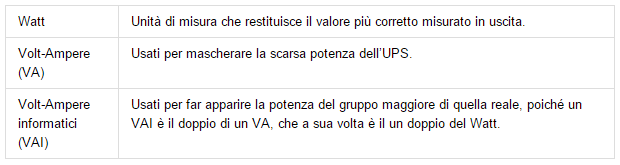 Watt
Unità di misura che restituisce il valore più corretto misurato in uscita.
Volt-Ampere
(VA)
Usati per mascherare la scarsa potenza dell'UPS.
Volt-Ampere
informatici
(VAI)
Usati per far apparire la potenza del gruppo maggiore di quella reale, poiché un
VAI è il doppio di un VA, che a sua volta è il un doppio del Watt.